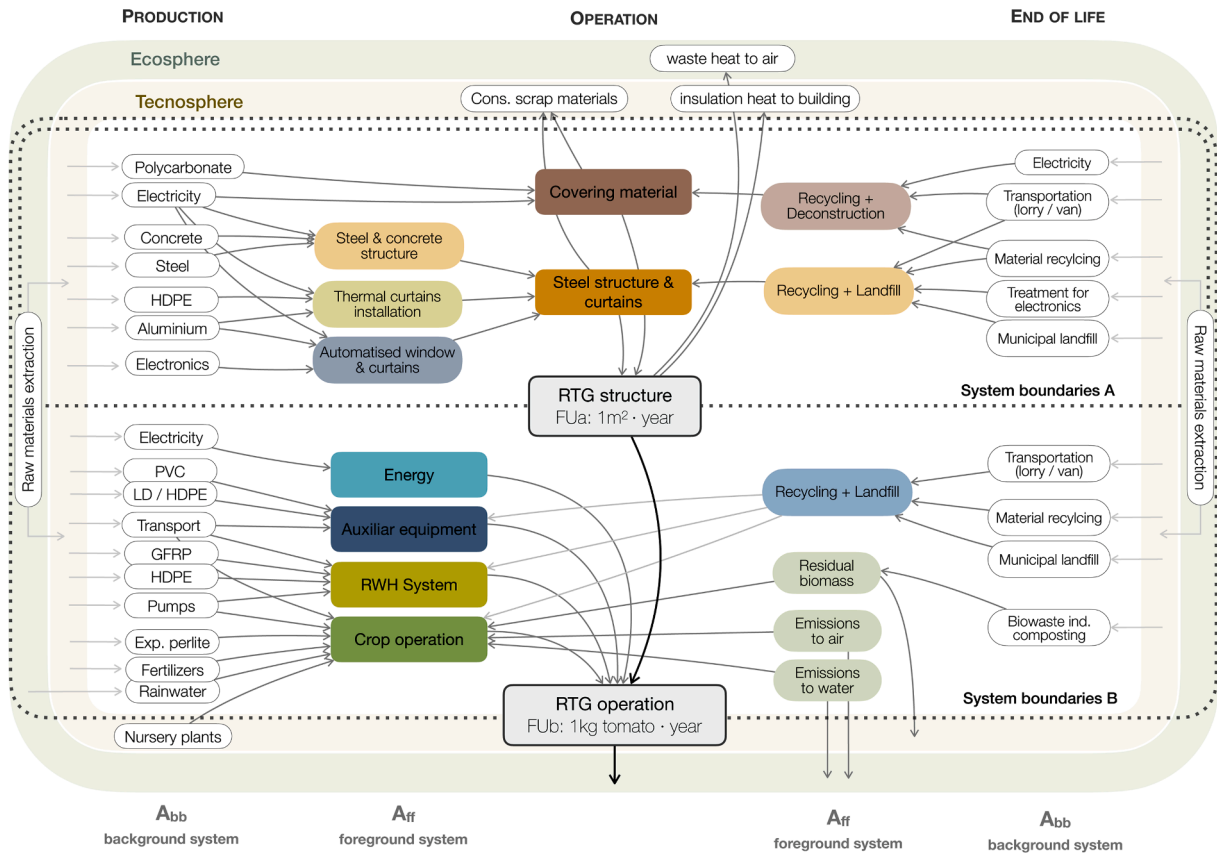 PRODUCTION
OPERATION
END OF LIFE
Ecosphere
waste heat to air
Tecnosphere
Cons. scrap materials
insulation heat to building
Polycarbonate
Electricity
Concrete
Steel
HDPE
Aluminium
Electronics
Steel & concrete
structure
Thermal curtains
installation
Automatised window
& curtains
Covering material
Steel structure &
curtains
Recycling +
Deconstruction
Recycling + Landfill
Electricity
Transportation
(lorry / van)
Material recylcing
Treatment for
electronics
Municipal landfill
Raw materials extraction
Raw materials extraction
RTG structure
FUa: 1m² · year
System boundaries A
Electricity
PVC
LD / HDPE
Transport
GFRP
HDPE
Pumps
Exp. perlite
Fertilizers
Rainwater
Nursery plants
Energy
Auxiliar equipment
RWH System
Crop operation
Recycling + Landfill
Residual
biomass
Emissions
to air
Emissions
to water
Transportation
(lorry / van)
Material recylcing
Municipal landfill
Biowaste ind.
composting
RTG operation
FUb: 1kg tomato · year
System boundaries B
Abb
background system
Aff
foreground system
Aff
foreground system
Abb
background system